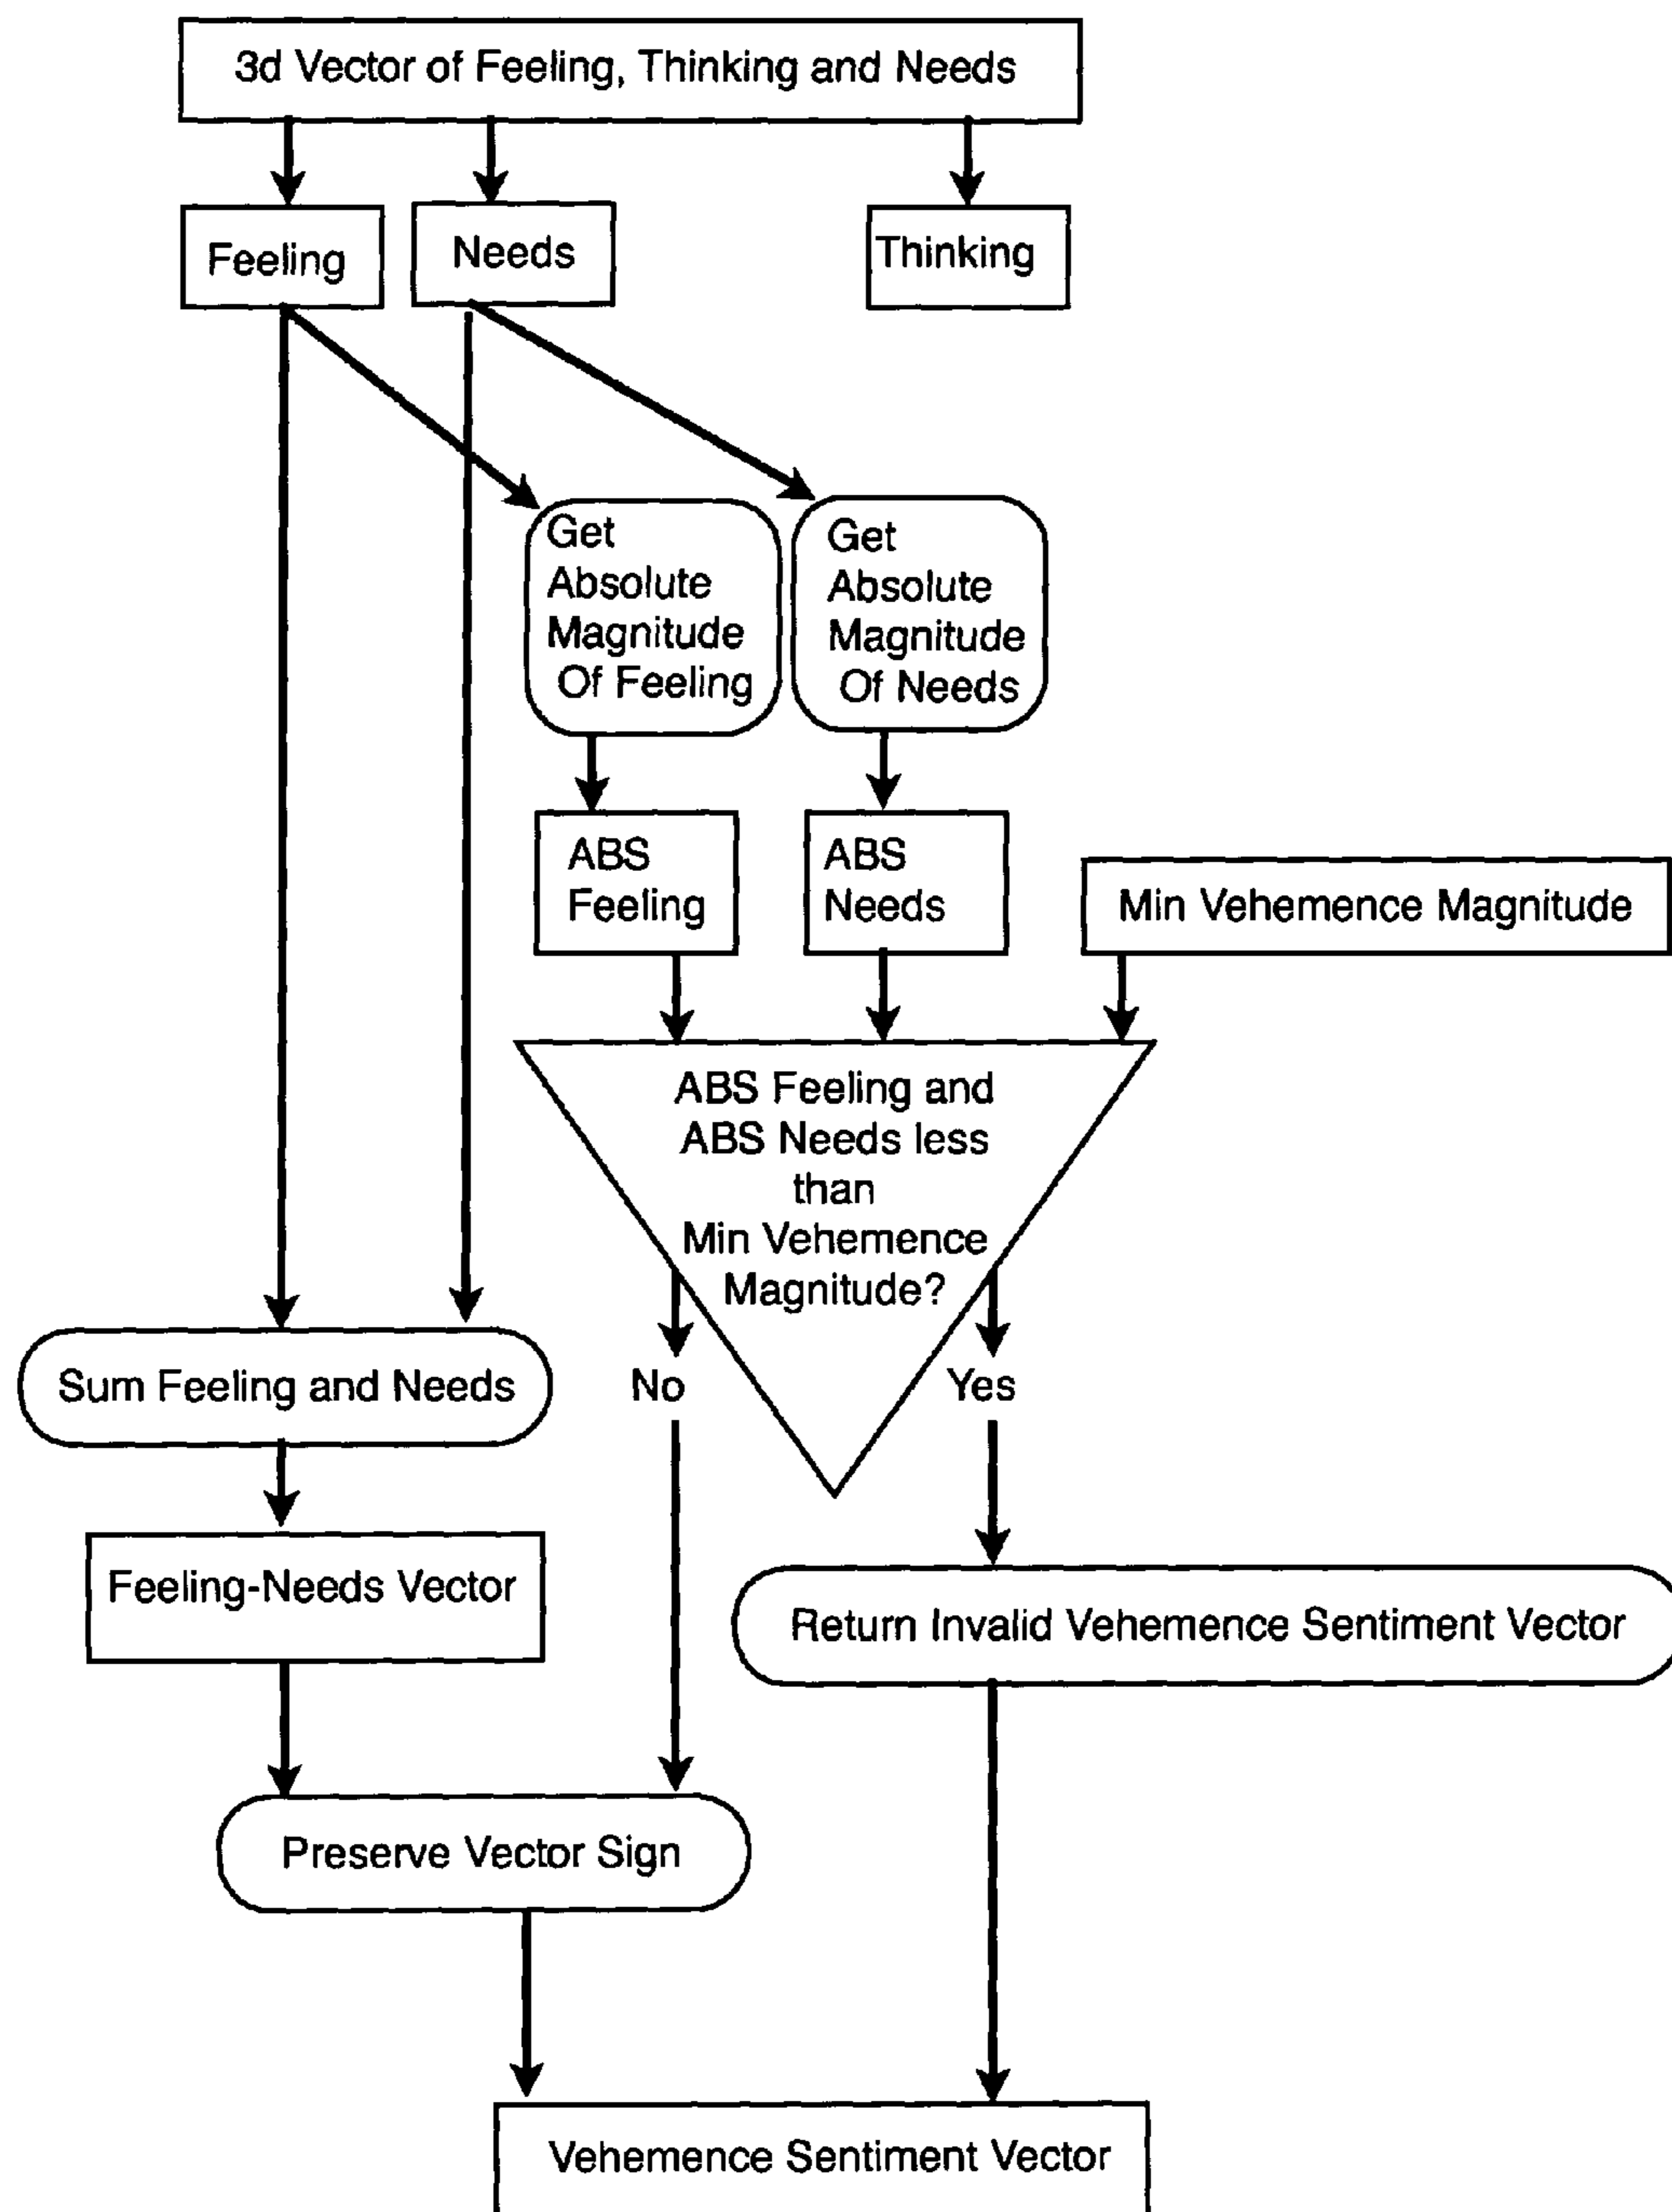 3d Vector of Feeling, Thinking and Needs
Feeling
Needs
Thinking
Get
Absolute
Magnitude
Of Feeling
Get
Absolute
Magnitude
Of Needs
ABS
Feeling
ABS
Needs
Min Vehemence Magnitude
ABS Feeling and
ABS Needs less
than
Min Vehemence
Magnitude?
No
Yes
Sum Feeling and Needs
Feeling-Needs Vector
Return Invalid Vehemence Sentiment Vector
Preserve Vector Sign
Vehemence Sentiment Vector